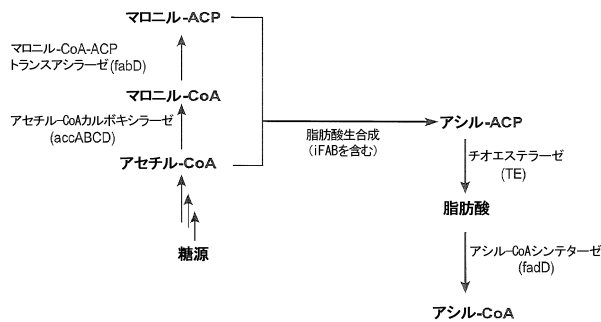 マロニル-ACP
マロニル-CoA-ACP
トランスアシラーゼ(fabD)
マロニル-CoA
アセチル-CoAカルボキシラーゼ
(accABCD)
アセチル-CoA
糖源
脂肪酸生合成
(iFABを含む)
アシル-ACP
チオエステラーゼ
(TE)
脂肪酸
アシル-CoAシンテターゼ
(fadD)
アシル-CoA